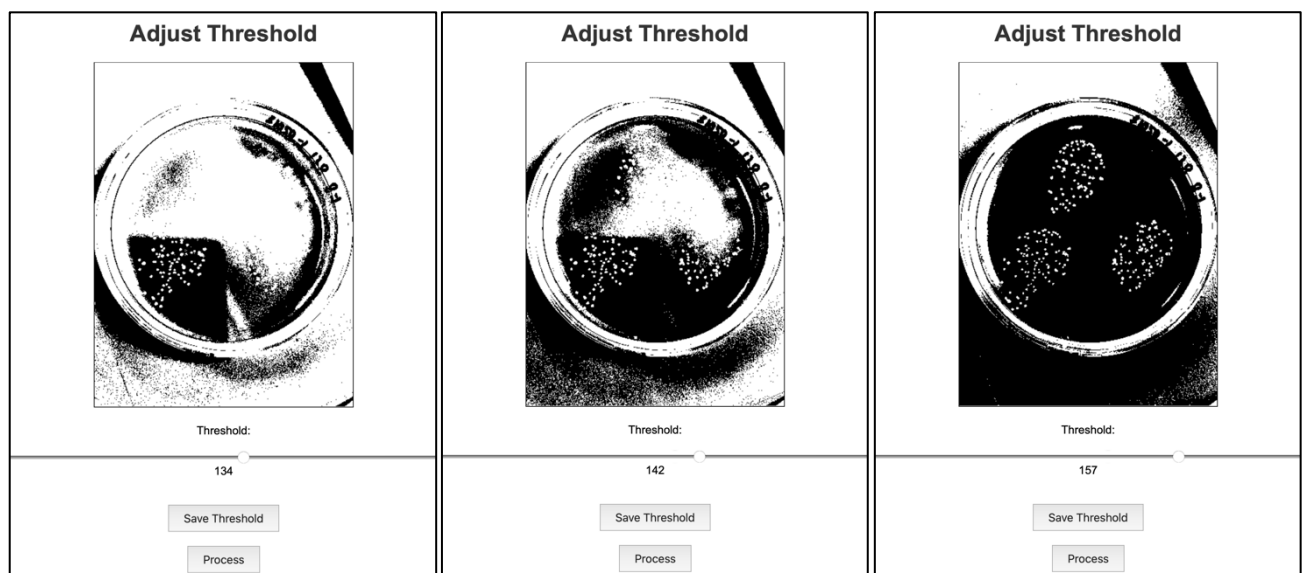 Adjust Threshold
Threshold:
134
Save Threshold
Process
Adjust Threshold
Threshold:
142
Save Threshold
Process
Adjust Threshold
Threshold:
157
Save Threshold
Process